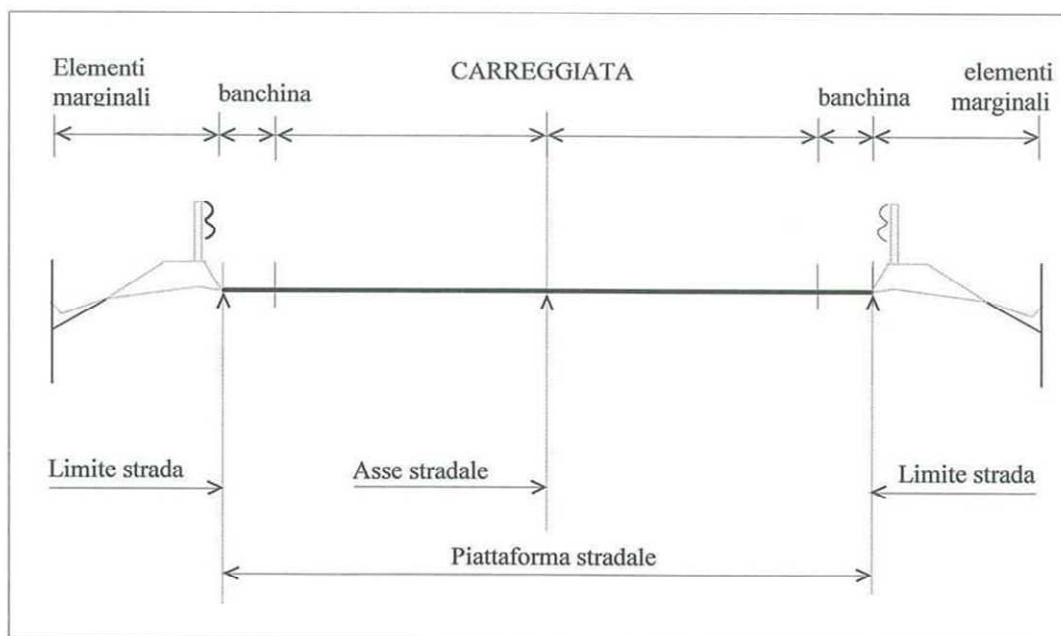 Elementi
marginali
banchina
CARREGGIATA
banchina
elementi
marginali
Limite strada
Asse stradale
Limite strada
Piattaforma stradale